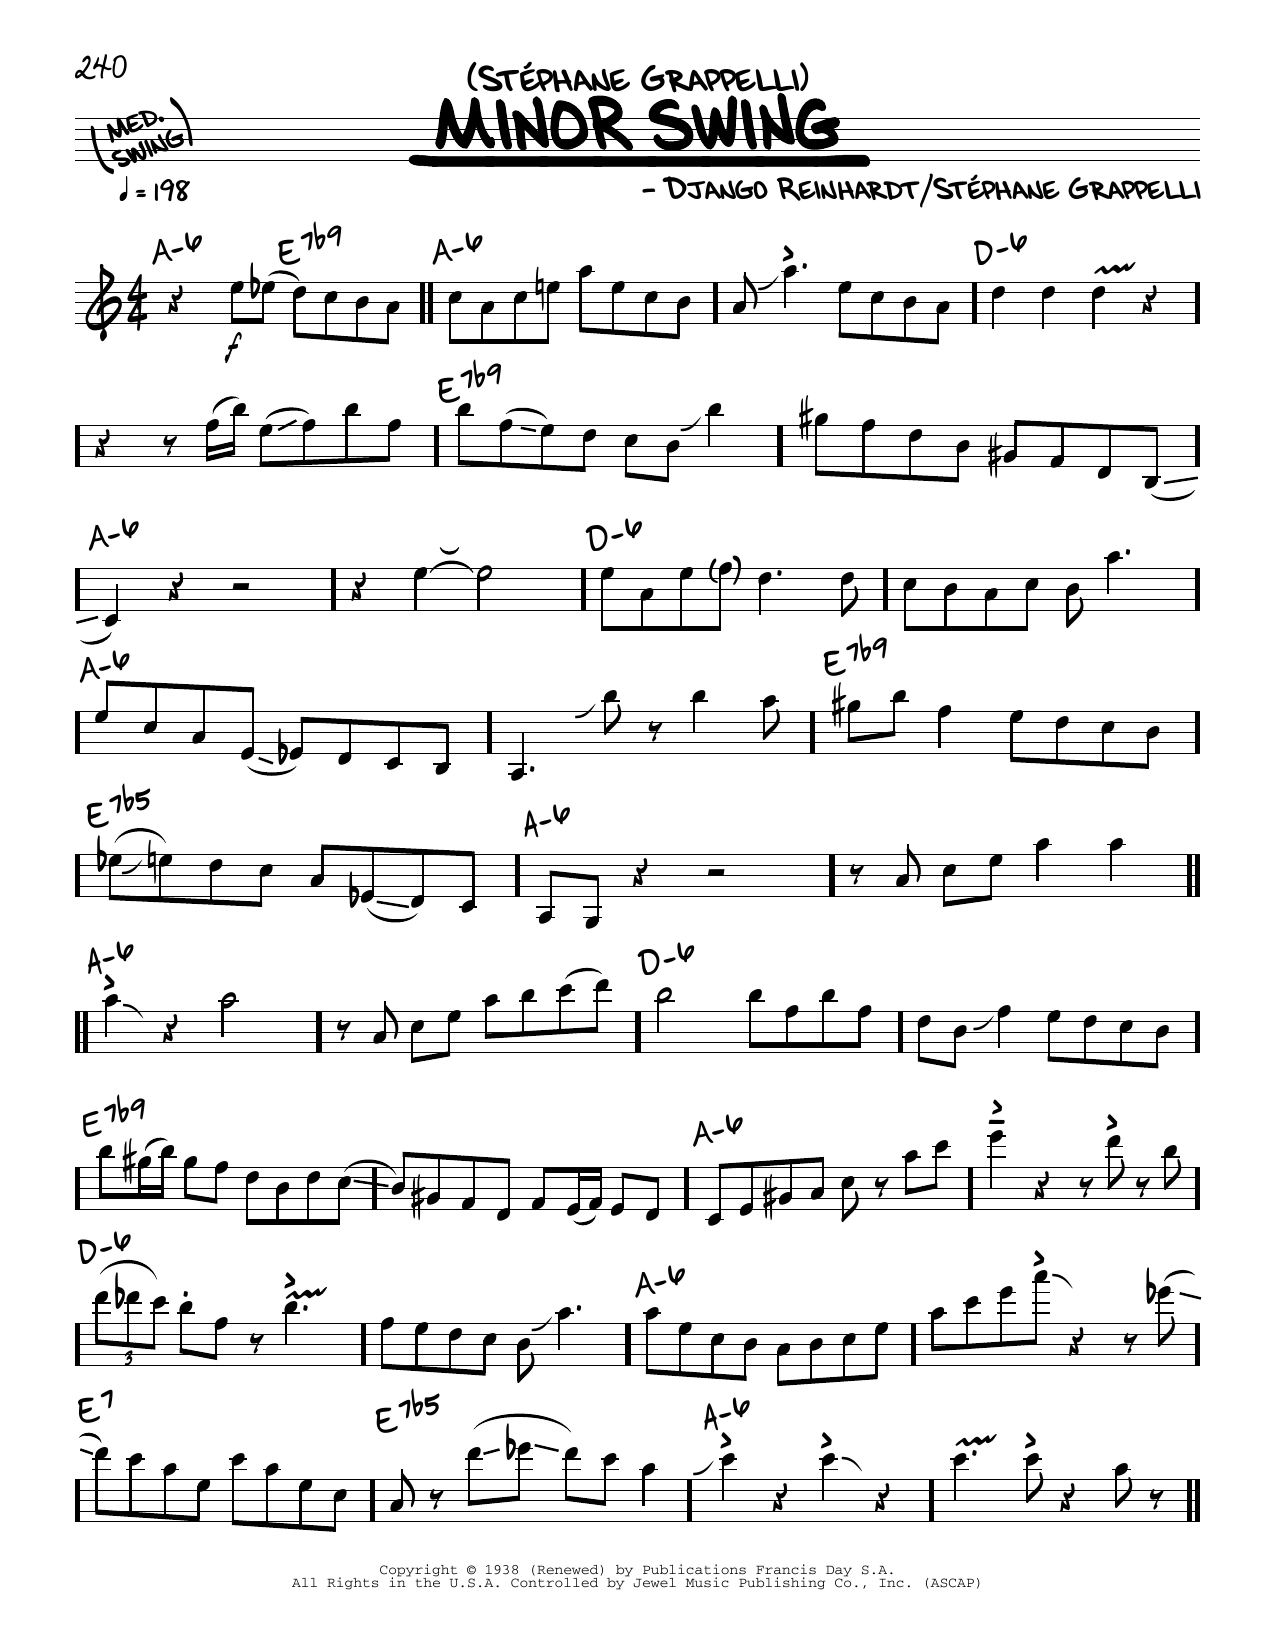 240
(STÉPHANE GRAPPELLI)
MINOR SWING
(MED. SWING)
♩ = 198
- DJANGO REINHARDT/STÉPHANE GRAPPELLI
A-6 E7b9 A-6 D-6
f
E7b9
A-6 D-6
A-6 E7b9
E7b5 A-6
A-6 D-6
E7b9 A-6
D-6 A-6
3
E7 E7b5 A-6
Copyright © 1938 (Renewed) by Publications Francis Day S.A.
All Rights in the U.S.A. Controlled by Jewel Music Publishing Co., Inc. (ASCAP)